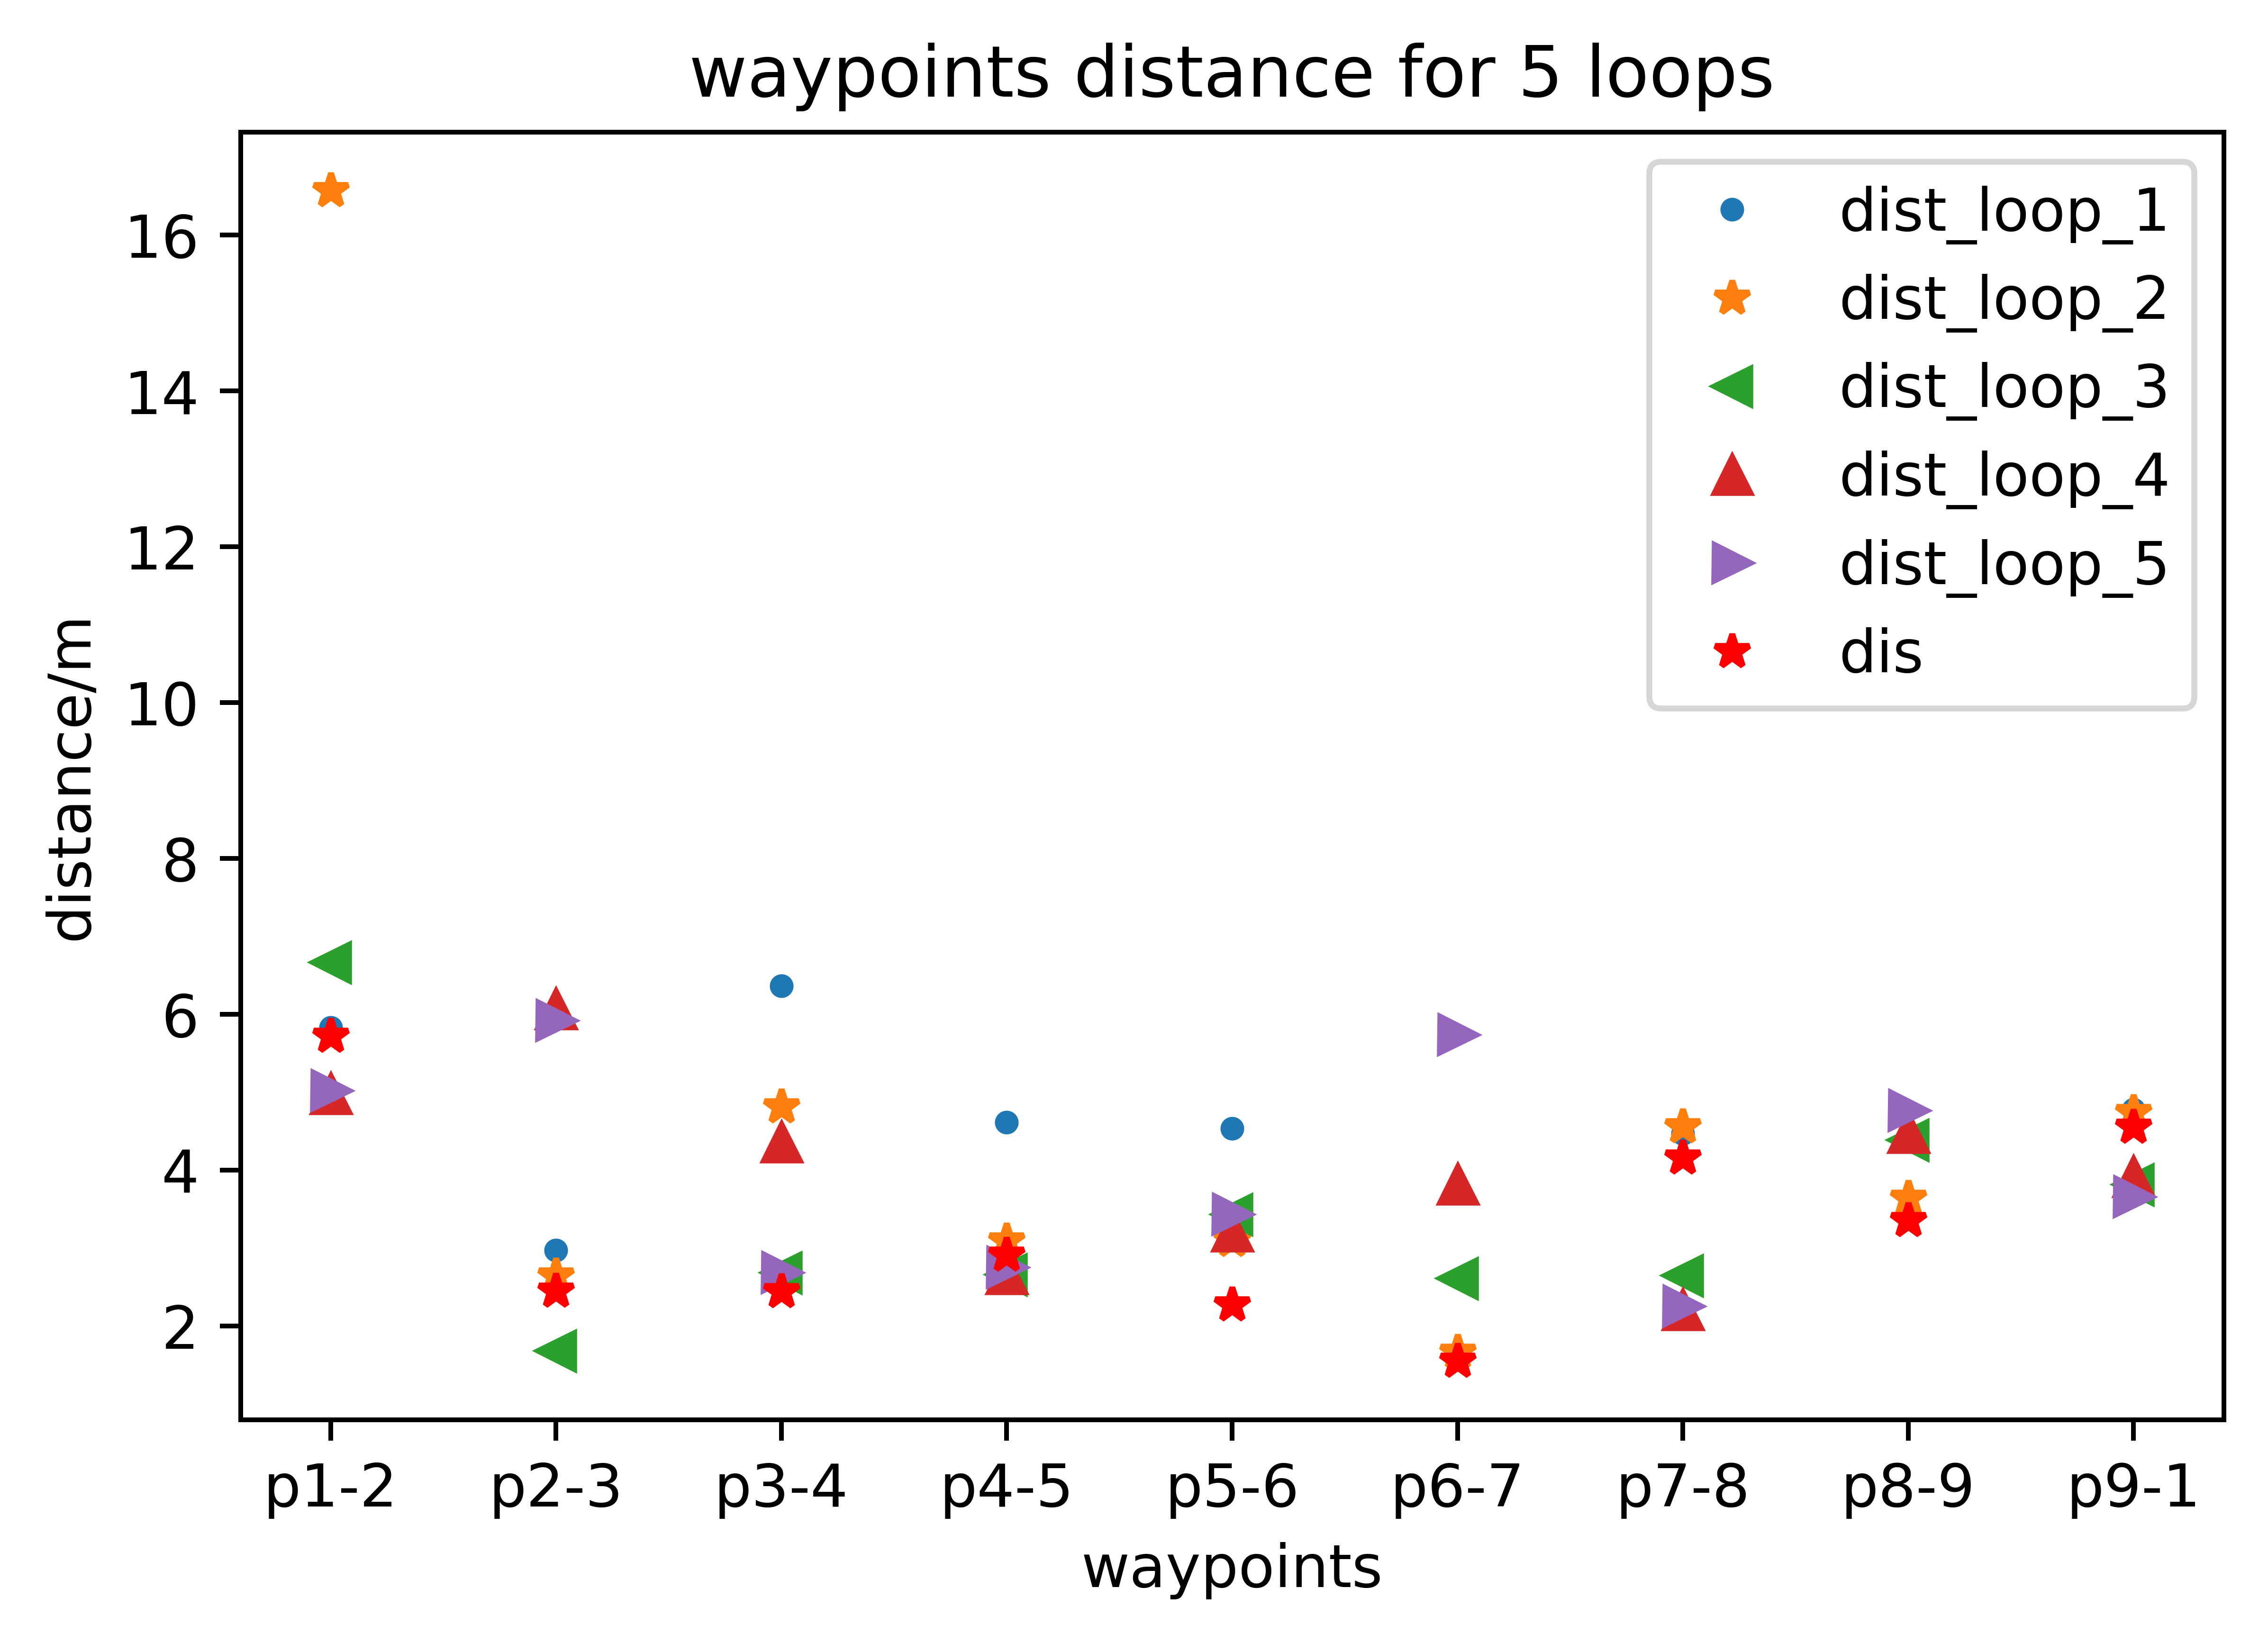 waypoints distance for 5 loops
16
14
12
10
8
6
4
2
distance/m
dist_loop_1
dist_loop_2
dist_loop_3
dist_loop_4
dist_loop_5
dis
p1-2 p2-3 p3-4 p4-5 p5-6 p6-7 p7-8 p8-9 p9-1
waypoints